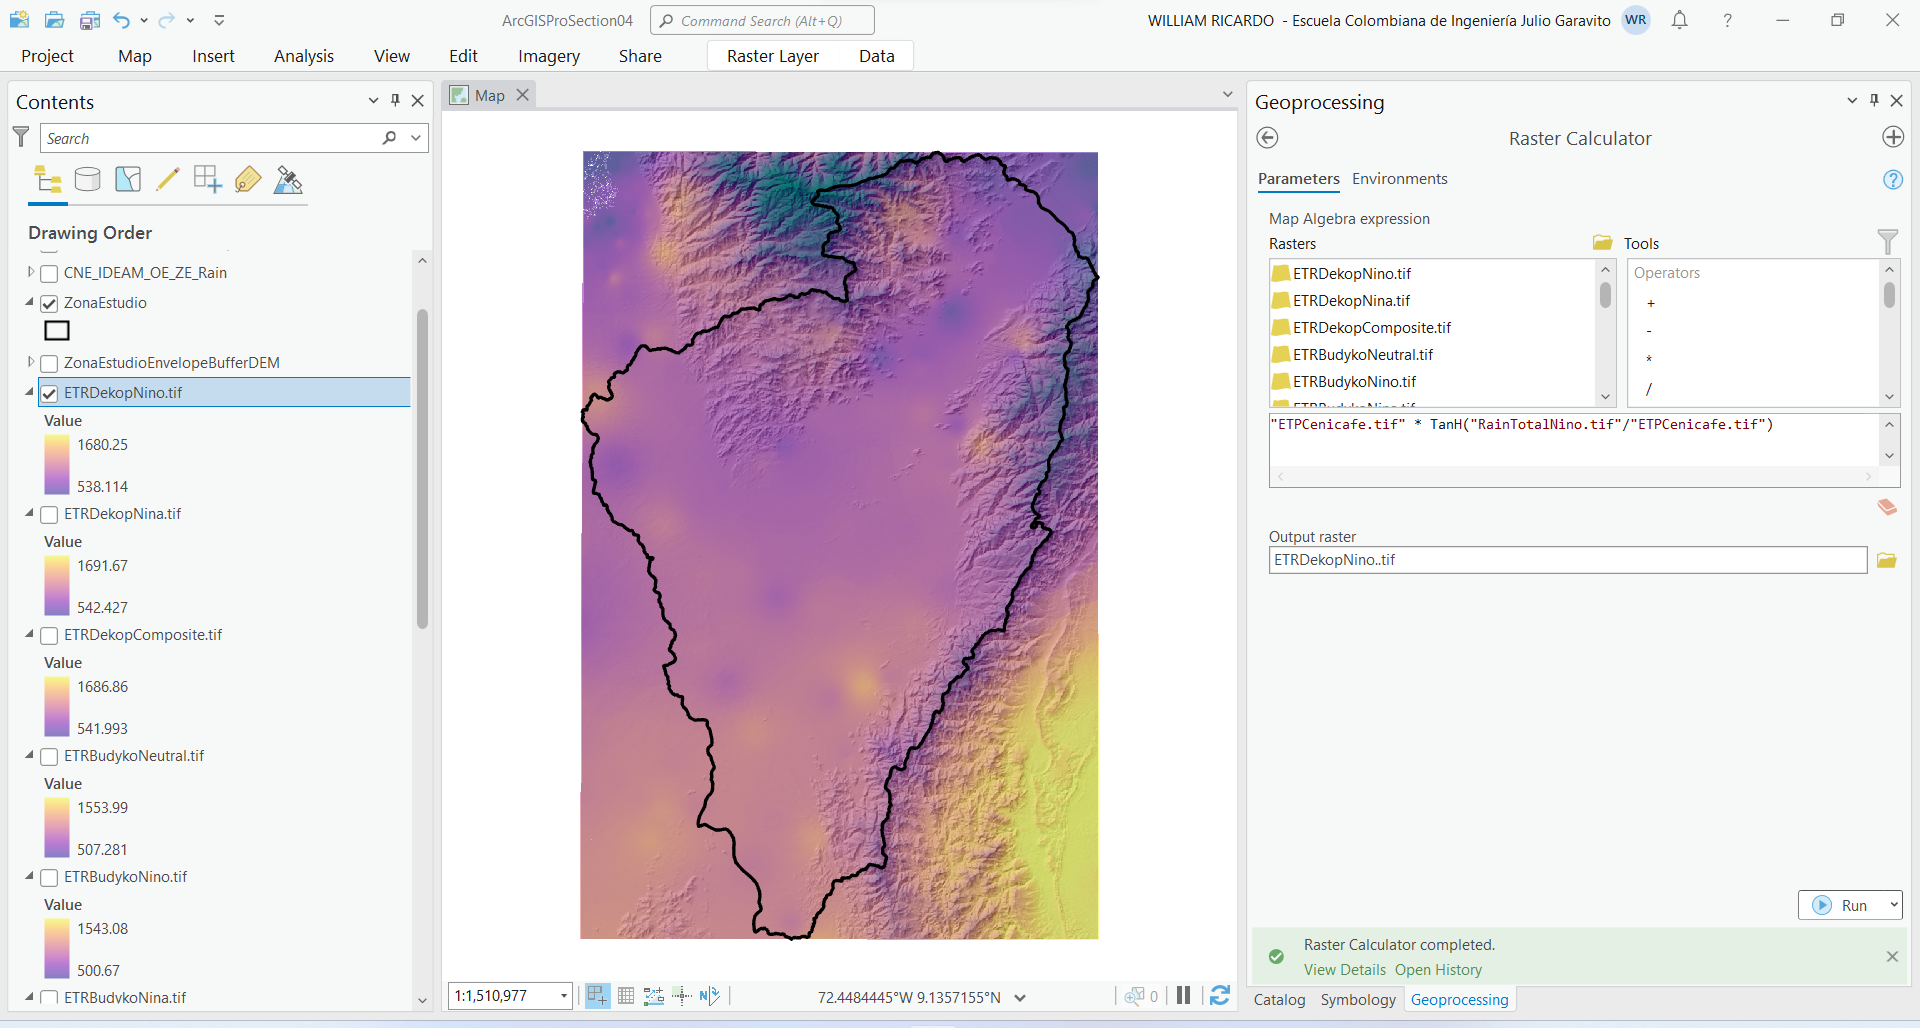 ArcGISProSection04
Command Search (Alt+Q)
WILLIAM RICARDO - Escuela Colombiana de Ingeniería Julio Garavito
WR
?
Project
Map
Insert
Analysis
View
Edit
Imagery
Share
Raster Layer
Data
Contents
Search
Drawing Order
CNE_IDEAM_OE_ZE_Rain
ZonaEstudio
ZonaEstudioEnvelopeBufferDEM
ETRDekopNino.tif
Value
1680.25
538.114
ETRDekopNina.tif
Value
1691.67
542.427
ETRDekopComposite.tif
Value
1686.86
541.993
ETRBudykoNeutral.tif
Value
1553.99
507.281
ETRBudykoNino.tif
Value
1543.08
500.67
ETRBudykoNina.tif
Map
1:1,510,977
72.4484445°W 9.1357155°N
0
Geoprocessing
Raster Calculator
Parameters
Environments
?
Map Algebra expression
Rasters
Tools
ETRDekopNino.tif
ETRDekopNina.tif
ETRDekopComposite.tif
ETRBudykoNeutral.tif
ETRBudykoNino.tif
Operators
+
-
*
/
"ETPCenicafe.tif" * TanH("RainTotalNino.tif"/"ETPCenicafe.tif")
Output raster
ETRDekopNino..tif
Run
Raster Calculator completed.
View Details Open History
Catalog
Symbology
Geoprocessing